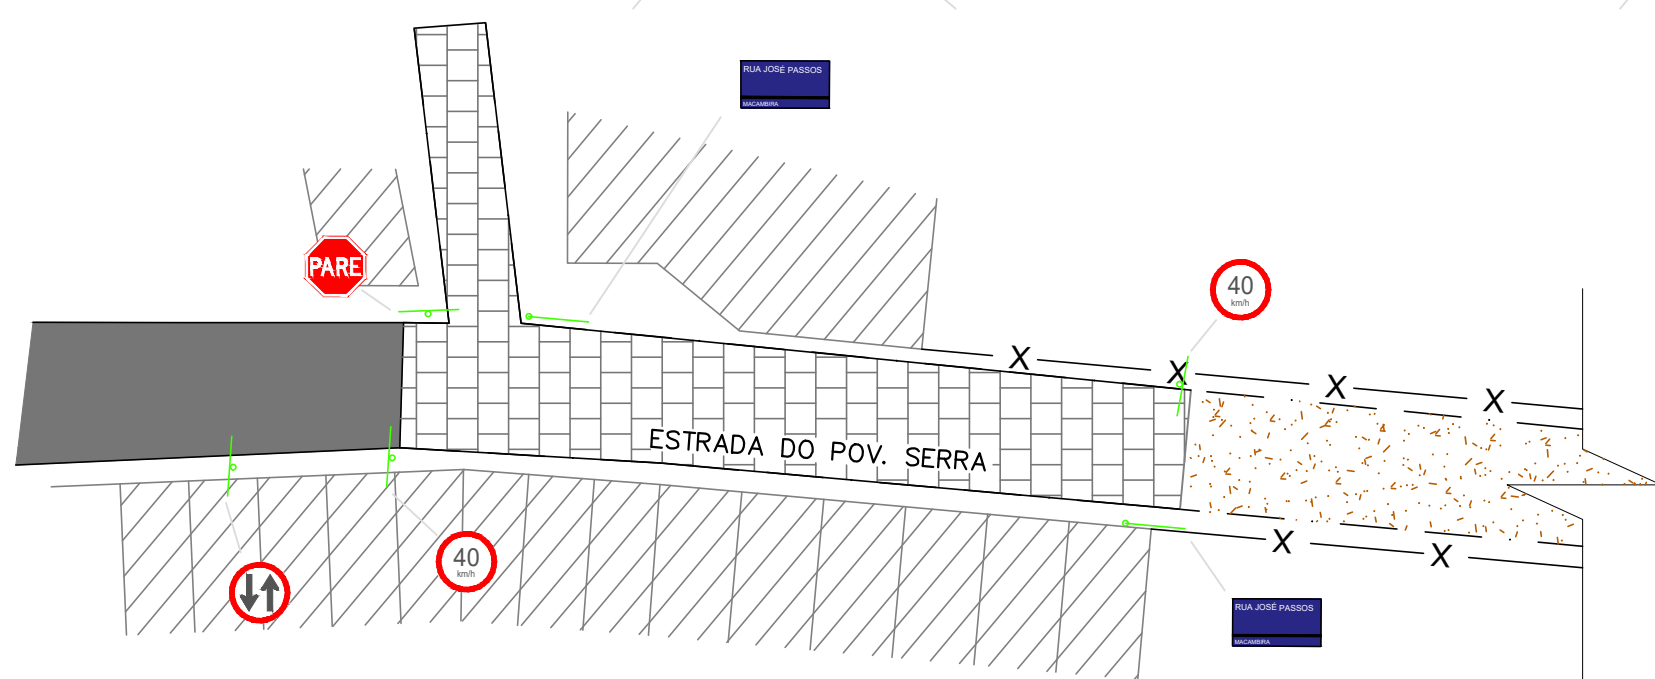 RUA JOSÉ PASSOS
MACAMBIRA
PARE
40
km/h
X
X
X
X
ESTRADA DO POV. SERRA
X
X
40
km/h
RUA JOSÉ PASSOS
MACAMBIRA